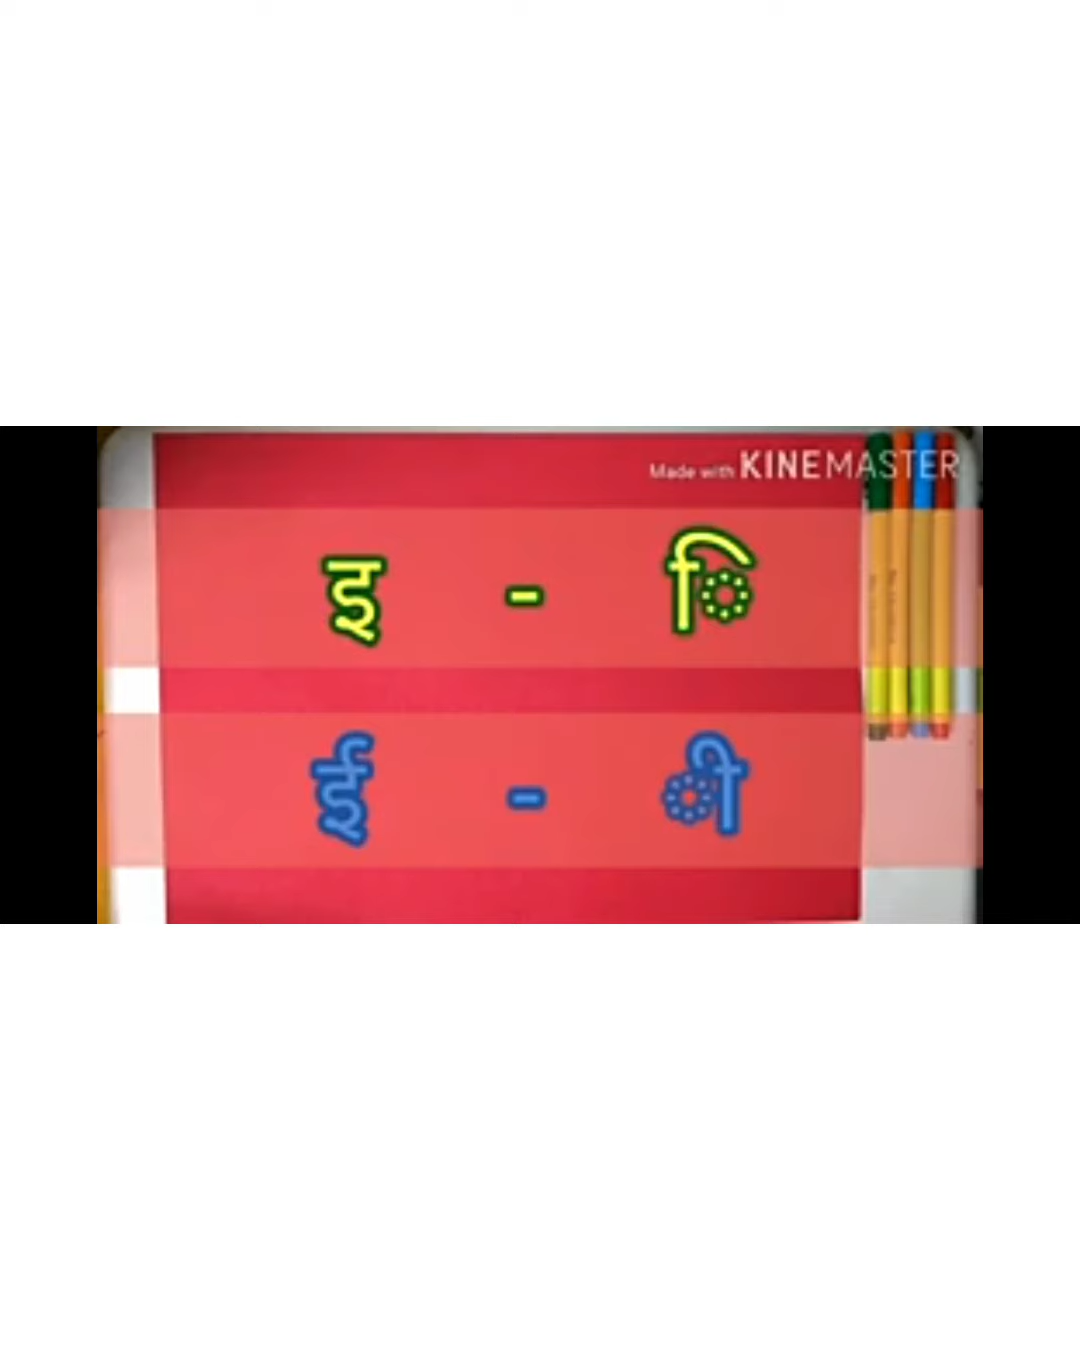 Made with KINEMASTER
इ - ि
ई - ी